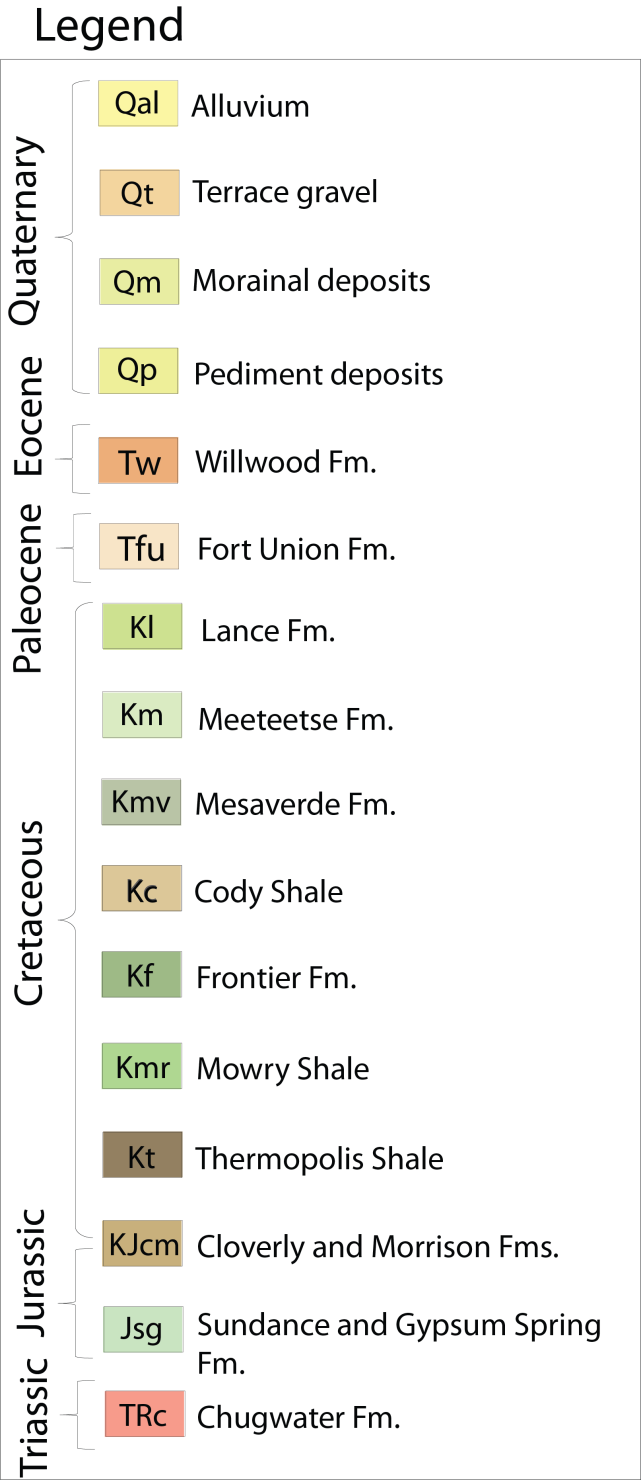 Legend
Quaternary
Qal Alluvium
Qt Terrace gravel
Qm Morainal deposits
Qp Pediment deposits
Eocene
Tw Willwood Fm.
Paleocene
Tfu Fort Union Fm.
Cretaceous
Kl Lance Fm.
Km Meeteetse Fm.
Kmv Mesaverde Fm.
Kc Cody Shale
Kf Frontier Fm.
Kmr Mowry Shale
Kt Thermopolis Shale
KJcm Cloverly and Morrison Fms.
Jurassic
Jsg Sundance and Gypsum Spring
Fm.
Triassic
TRc Chugwater Fm.